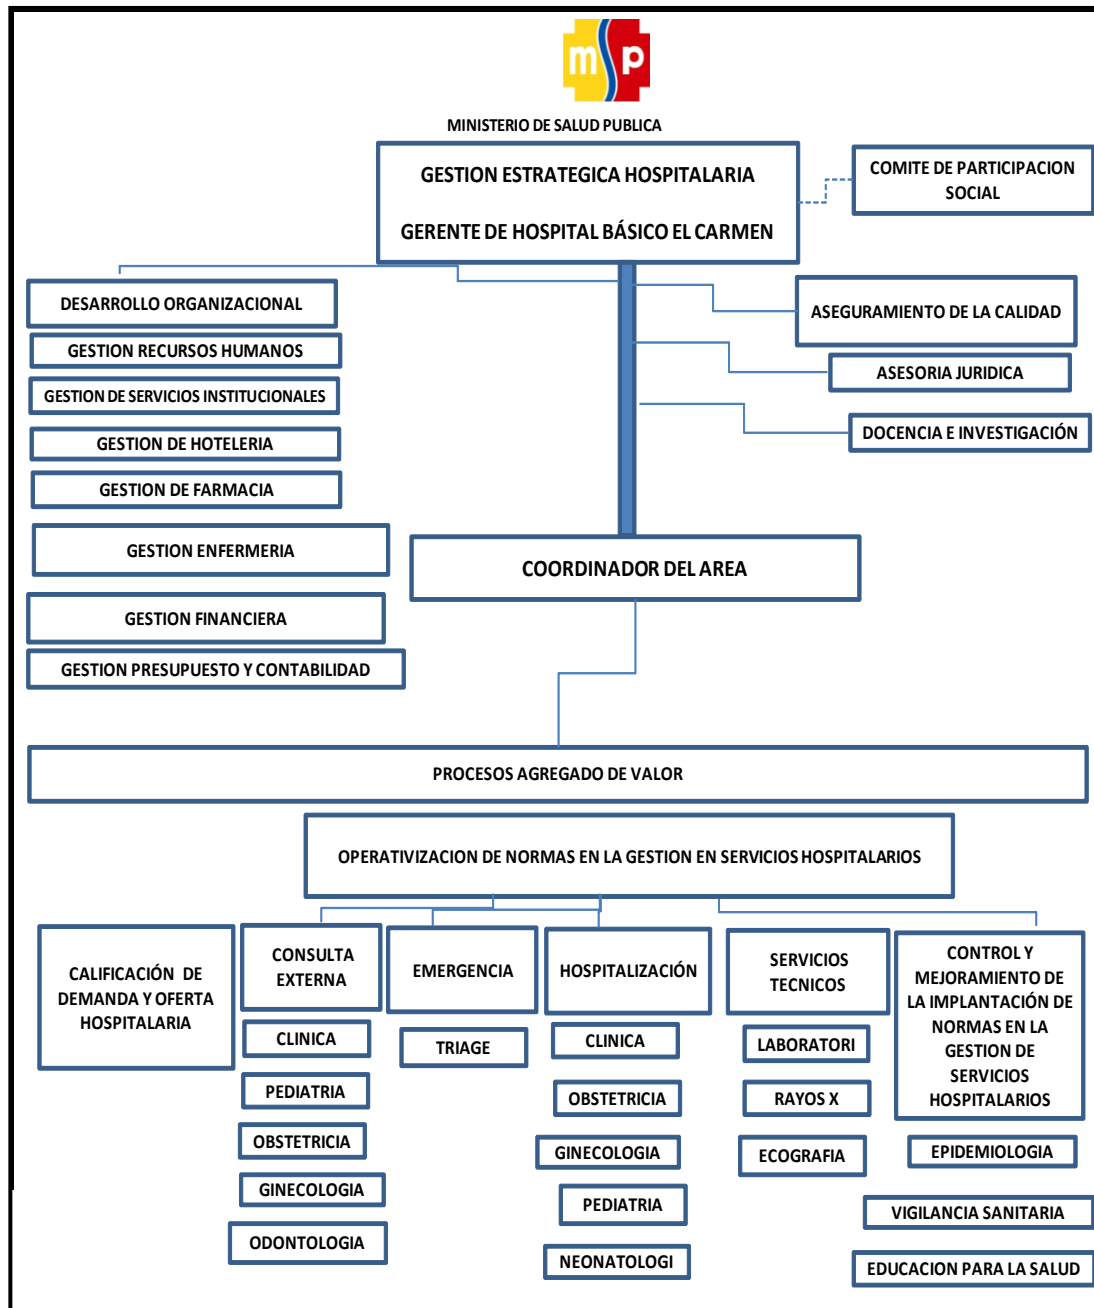 msp
MINISTERIO DE SALUD PUBLICA
GESTION ESTRATEGICA HOSPITALARIA
GERENTE DE HOSPITAL BÁSICO EL CARMEN
COMITE DE PARTICIPACION
SOCIAL
DESARROLLO ORGANIZACIONAL
GESTION RECURSOS HUMANOS
GESTION DE SERVICIOS INSTITUCIONALES
GESTION DE HOTELERIA
GESTION DE FARMACIA
GESTION ENFERMERIA
GESTION FINANCIERA
GESTION PRESUPUESTO Y CONTABILIDAD
ASEGURAMIENTO DE LA CALIDAD
ASESORIA JURIDICA
DOCENCIA E INVESTIGACIÓN
COORDINADOR DEL AREA
PROCESOS AGREGADO DE VALOR
OPERATIVIZACION DE NORMAS EN LA GESTION EN SERVICIOS HOSPITALARIOS
CALIFICACIÓN DE
DEMANDA Y OFERTA
HOSPITALARIA
CONSULTA
EXTERNA
CLINICA
PEDIATRIA
OBSTETRICIA
GINECOLOGIA
ODONTOLOGIA
EMERGENCIA
TRIAGE
HOSPITALIZACIÓN
CLINICA
OBSTETRICIA
GINECOLOGIA
PEDIATRIA
NEONATOLOGI
SERVICIOS
TECNICOS
LABORATORI
RAYOS X
ECOGRAFIA
CONTROL Y
MEJORAMIENTO DE
LA IMPLANTACIÓN DE
NORMAS EN LA
GESTION DE
SERVICIOS
HOSPITALARIOS
EPIDEMIOLOGIA
VIGILANCIA SANITARIA
EDUCACION PARA LA SALUD